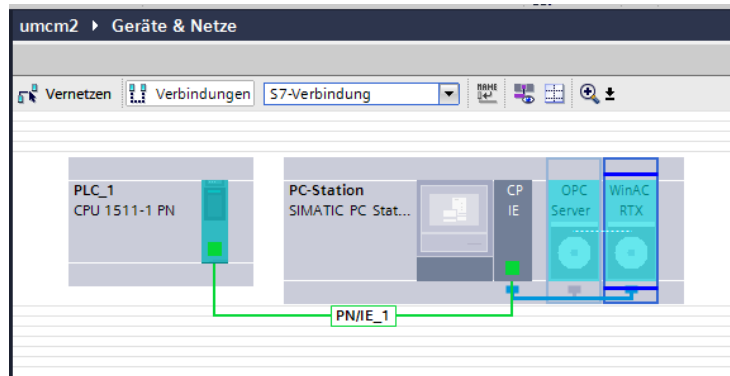 umcm2 ▸ Geräte & Netze
Vernetzen Verbindungen S7-Verbindung
PLC_1
CPU 1511-1 PN
PC-Station
SIMATIC PC Stat...
CP
IE
OPC
Server
WinAC
RTX
PN/IE_1